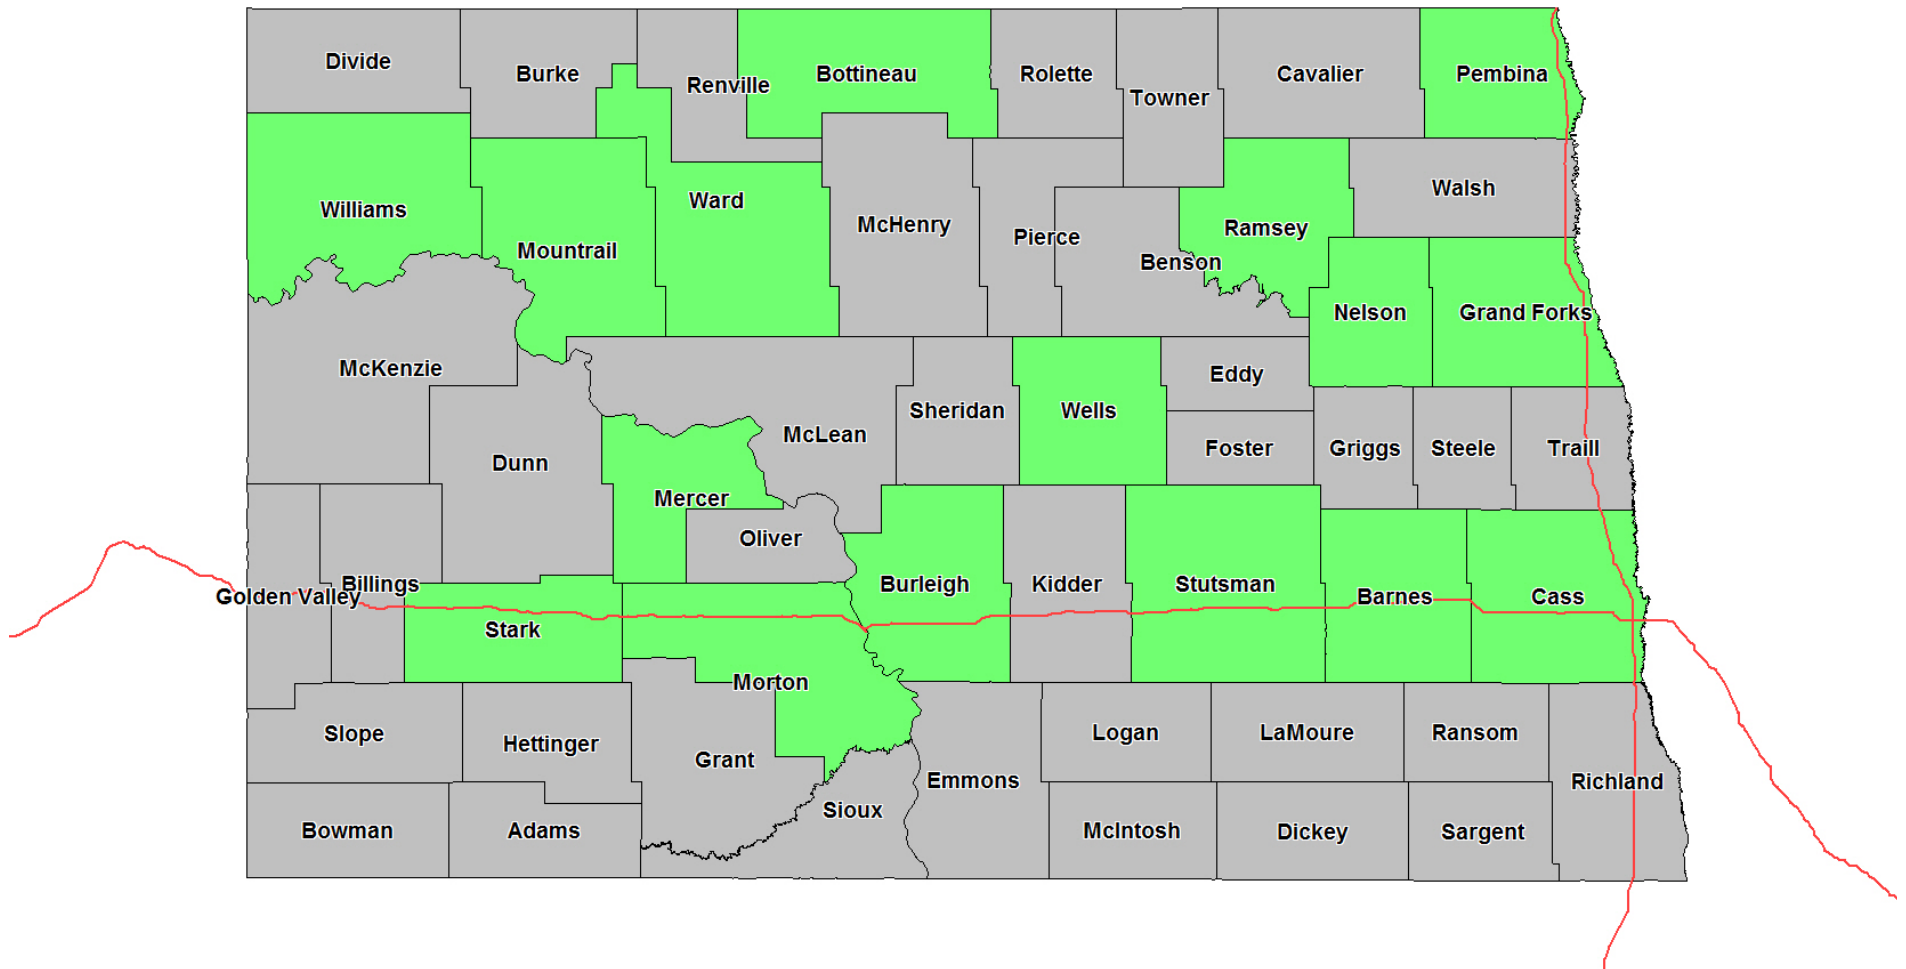 Divide
Burke
Renville
Bottineau
Rolette
Towner
Cavalier
Pembina
Williams
Mountrail
Ward
McHenry
Pierce
Benson
Ramsey
Walsh
Nelson
Grand Forks
McKenzie
Dunn
McLean
Sheridan
Wells
Eddy
Foster
Griggs
Steele
Traill
Mercer
Oliver
Golden Valley
Billings
Stark
Morton
Burleigh
Kidder
Stutsman
Barnes
Cass
Slope
Hettinger
Grant
Sioux
Emmons
Logan
LaMoure
Ransom
Richland
Bowman
Adams
McIntosh
Dickey
Sargent